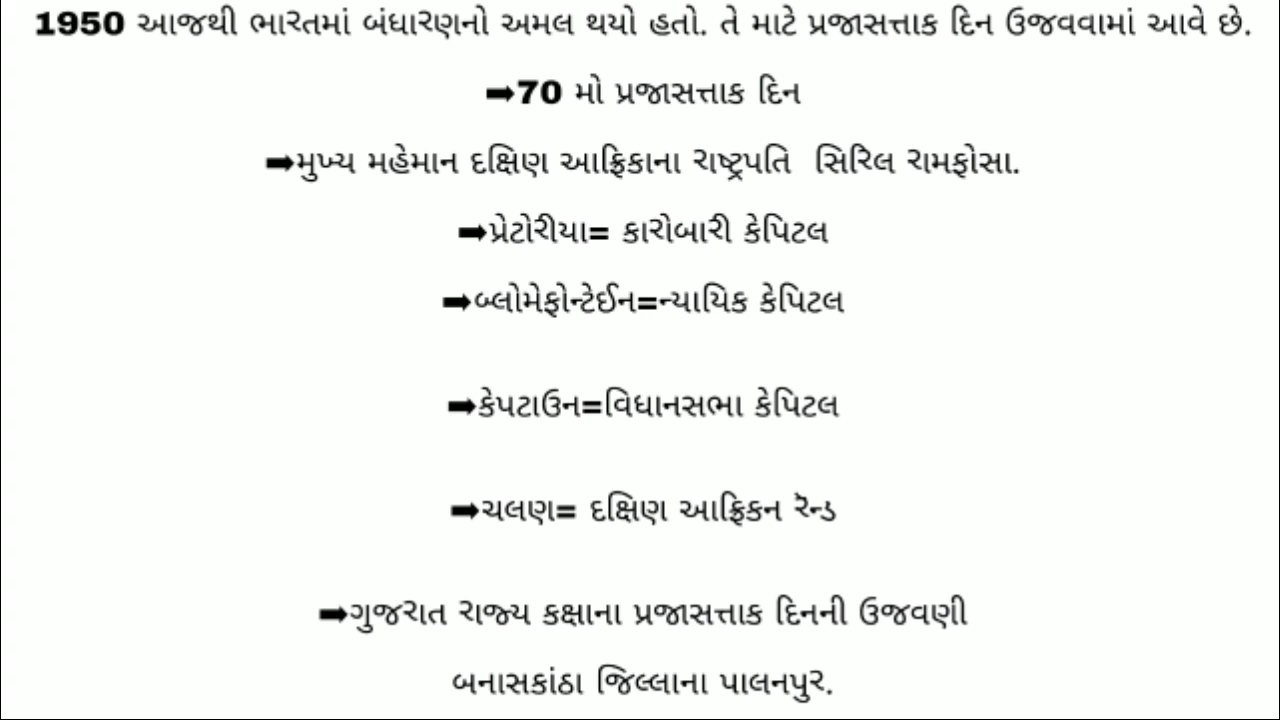 1950 આજથી ભારતમાં બંધારણનો અમલ થયો હતો. તે માટે પ્રજાસત્તાક દિન ઉજવવામાં આવે છે.
➡70 મો પ્રજાસત્તાક દિન
➡મુખ્ય મહેમાન દક્ષિણ આફ્રિકાના રાષ્ટ્રપતિ સિરિલ રામફોસા.
➡પ્રેટોરીયા= કારોબારી કેપિટલ
➡બ્લોમેફોન્ટેઈન=ન્યાયિક કેપિટલ
➡કેપટાઉન=વિધાનસભા કેપિટલ
➡ચલણ= દક્ષિણ આફ્રિકન રેન્ડ
➡ગુજરાત રાજ્ય કક્ષાના પ્રજાસત્તાક દિનની ઉજવણી
બનાસકાંઠા જિલ્લાના પાલનપુર.